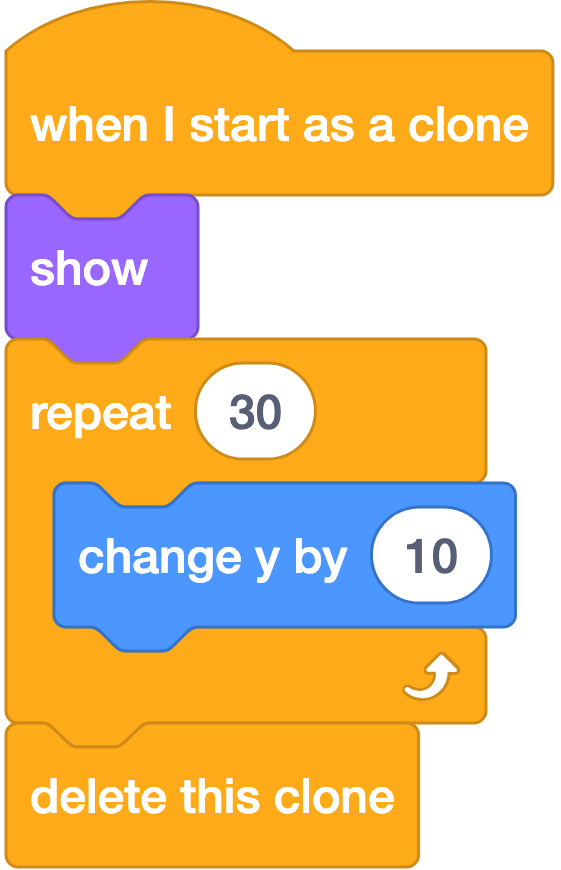 when I start as a clone
show
repeat 30
change y by 10
delete this clone